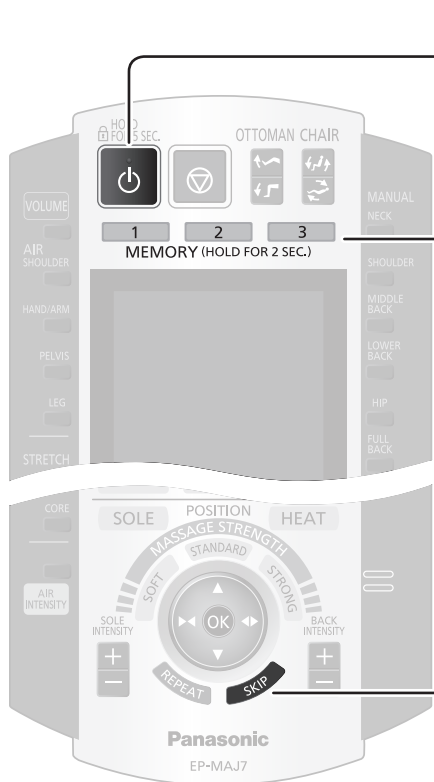 HOLD
FOR 5 SEC.
OTTOMAN CHAIR
VOLUME
AIR
SHOULDER
HAND/ARM
PELVIS
LEG
STRETCH
1 2 3
MEMORY (HOLD FOR 2 SEC.)
MANUAL
NECK
SHOULDER
MIDDLE
BACK
LOWER
BACK
HIP
FULL
BACK
CORE
AIR
INTENSITY
SOLE POSITION HEAT
MASSAGE STRENGTH
SOFT STANDARD STRONG
OK
SOLE
INTENSITY
+
−
BACK
INTENSITY
+
−
REPEAT SKIP
Panasonic
EP-MAJ7